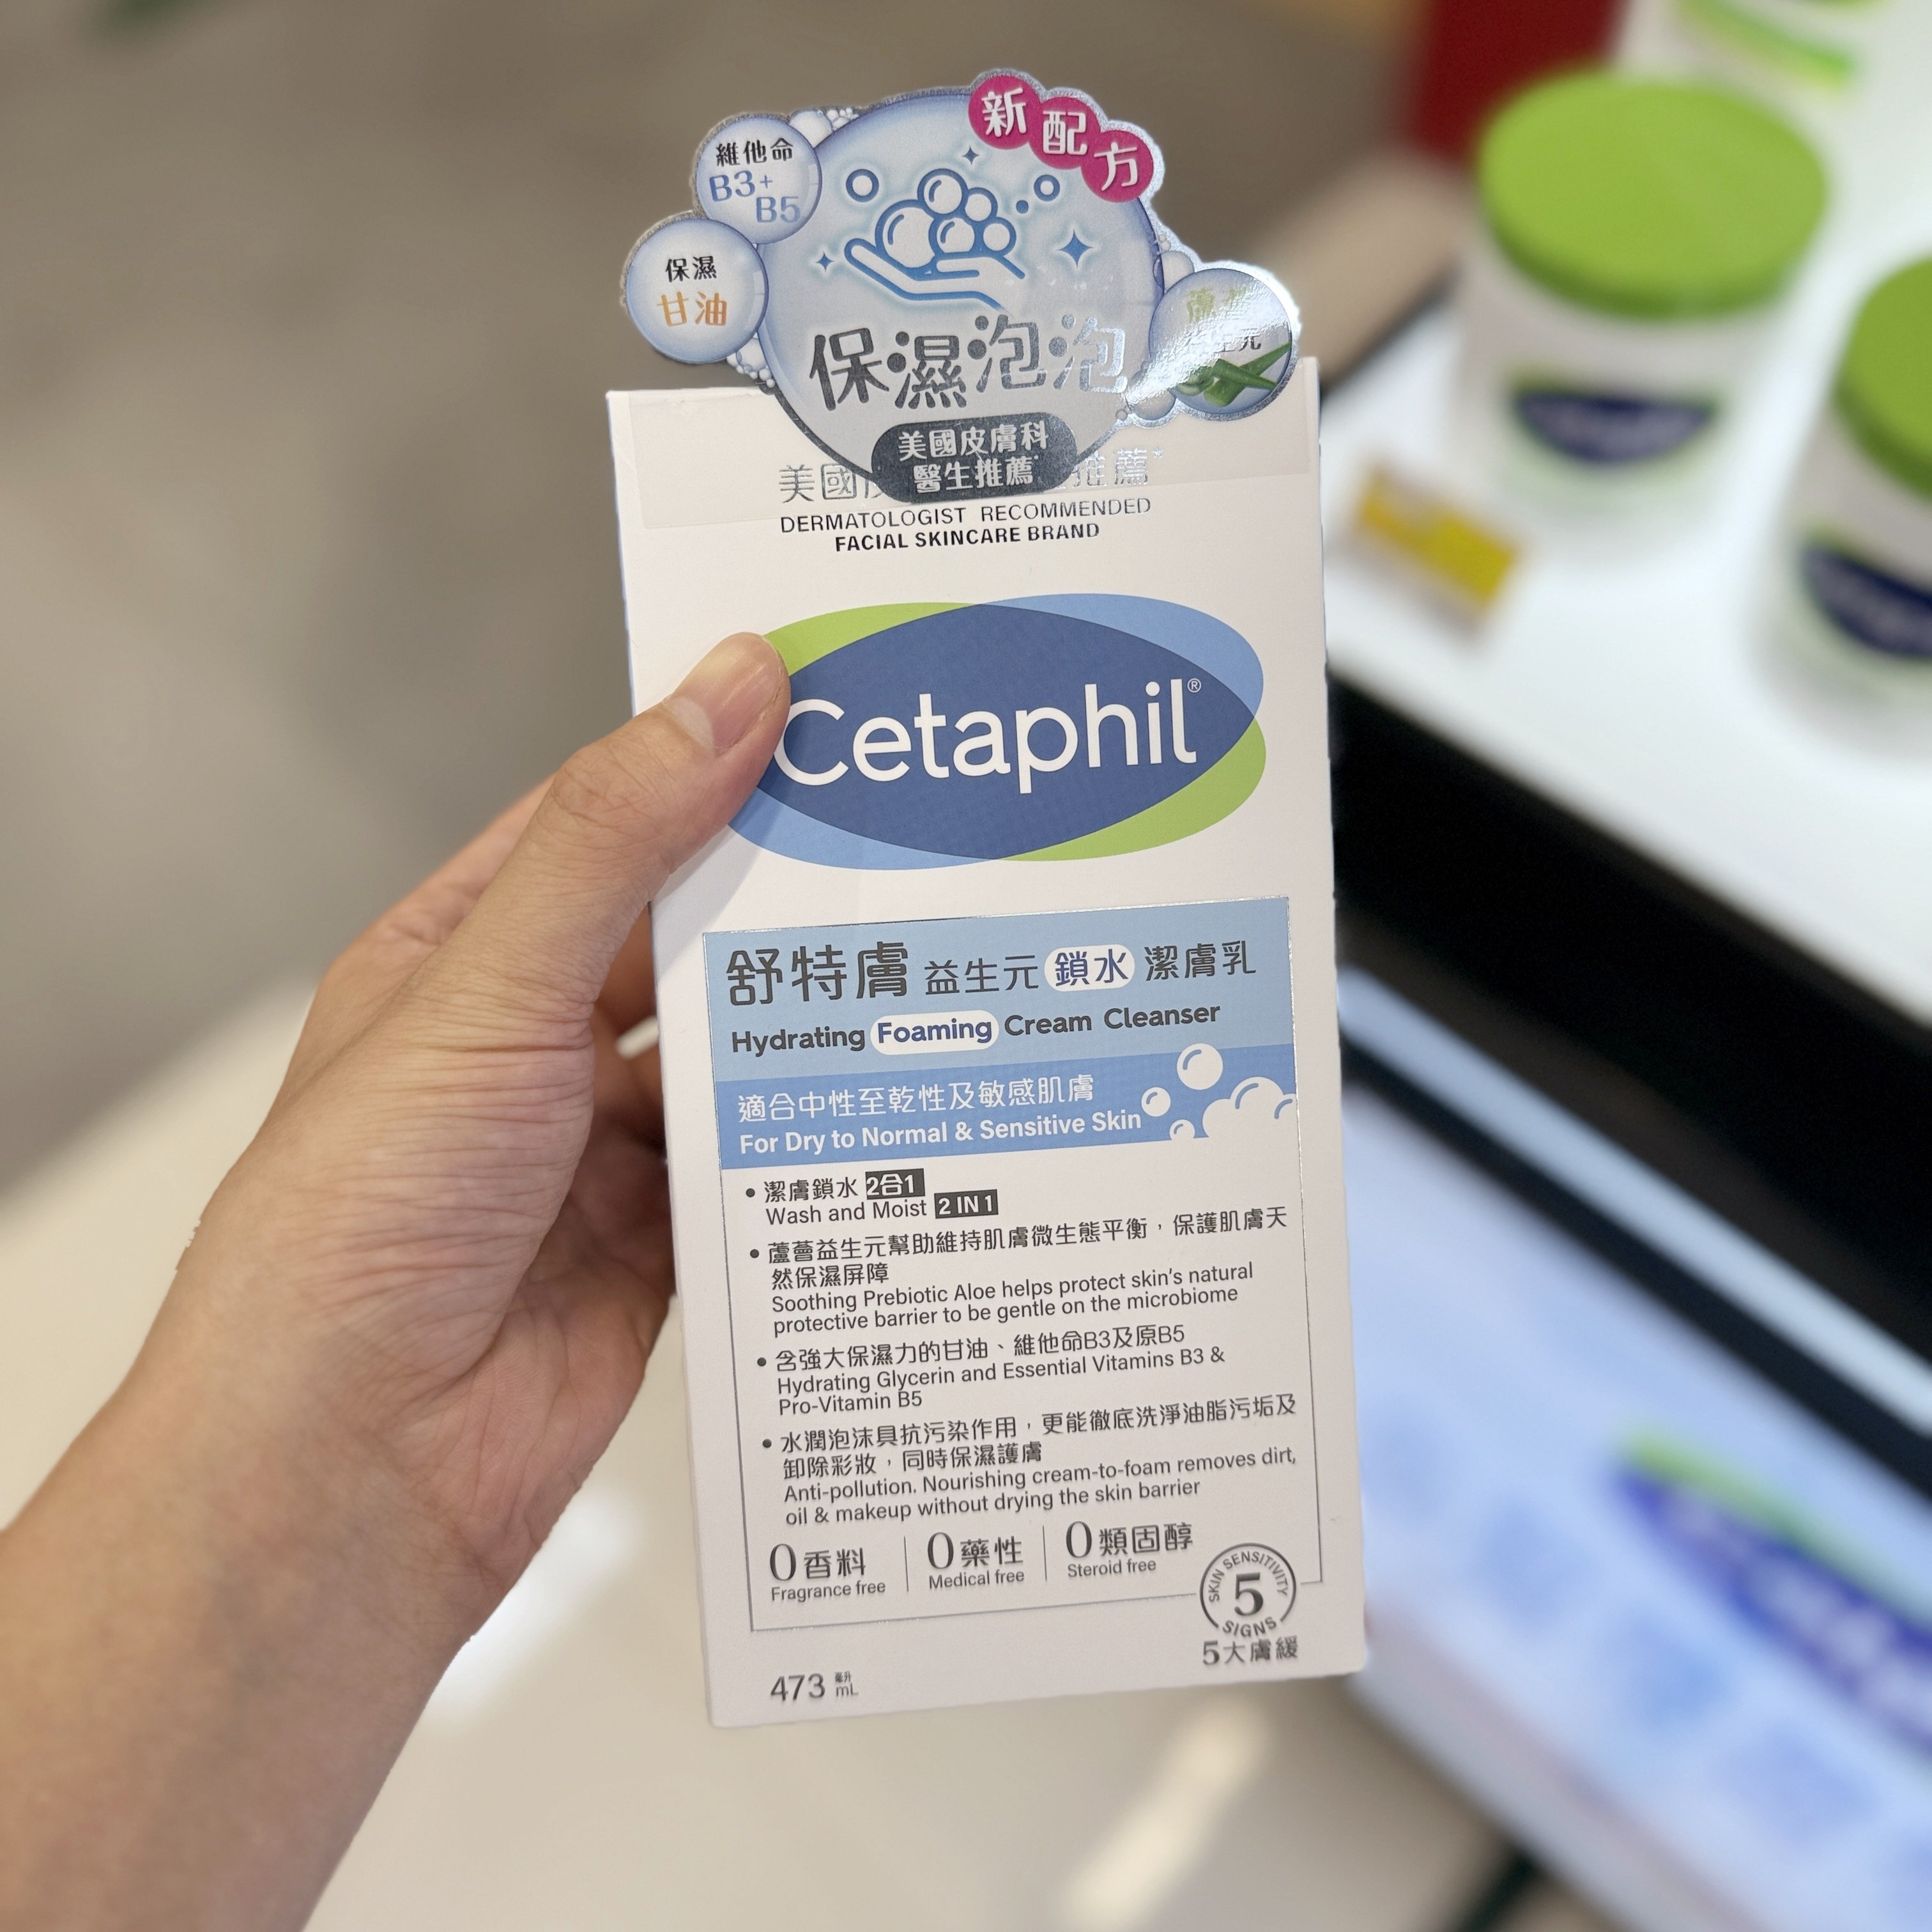 新配方
維他命
B3+
B5
保濕
甘油
保濕泡泡
美國皮膚科
醫生推薦
美國
推薦*
DERMATOLOGIST RECOMMENDED
FACIAL SKINCARE BRAND
Cetaphil®
舒特膚 益生元 鎖水 潔膚乳
Hydrating Foaming Cream Cleanser
適合中性至乾性及敏感肌膚
For Dry to Normal & Sensitive Skin
• 潔膚鎖水 2合1
Wash and Moist 2 IN 1
• 蘆薈益生元幫助維持肌膚微生態平衡，保護肌膚天
然保濕屏障
Soothing Prebiotic Aloe helps protect skin's natural
protective barrier to be gentle on the microbiome
• 含強大保濕力的甘油、維他命B3及原B5
Hydrating Glycerin and Essential Vitamins B3 &
Pro-Vitamin B5
• 水潤泡沫具抗污染作用，更能徹底洗淨油脂污垢及
卸除彩妝，同時保濕護膚
Anti-pollution. Nourishing cream-to-foam removes dirt,
oil & makeup without drying the skin barrier
0香料 0藥性 0類固醇
Fragrance free Medical free Steroid free
SKIN SENSITIVITY
5
SIGNS
5大膚緩
473 毫升
mL